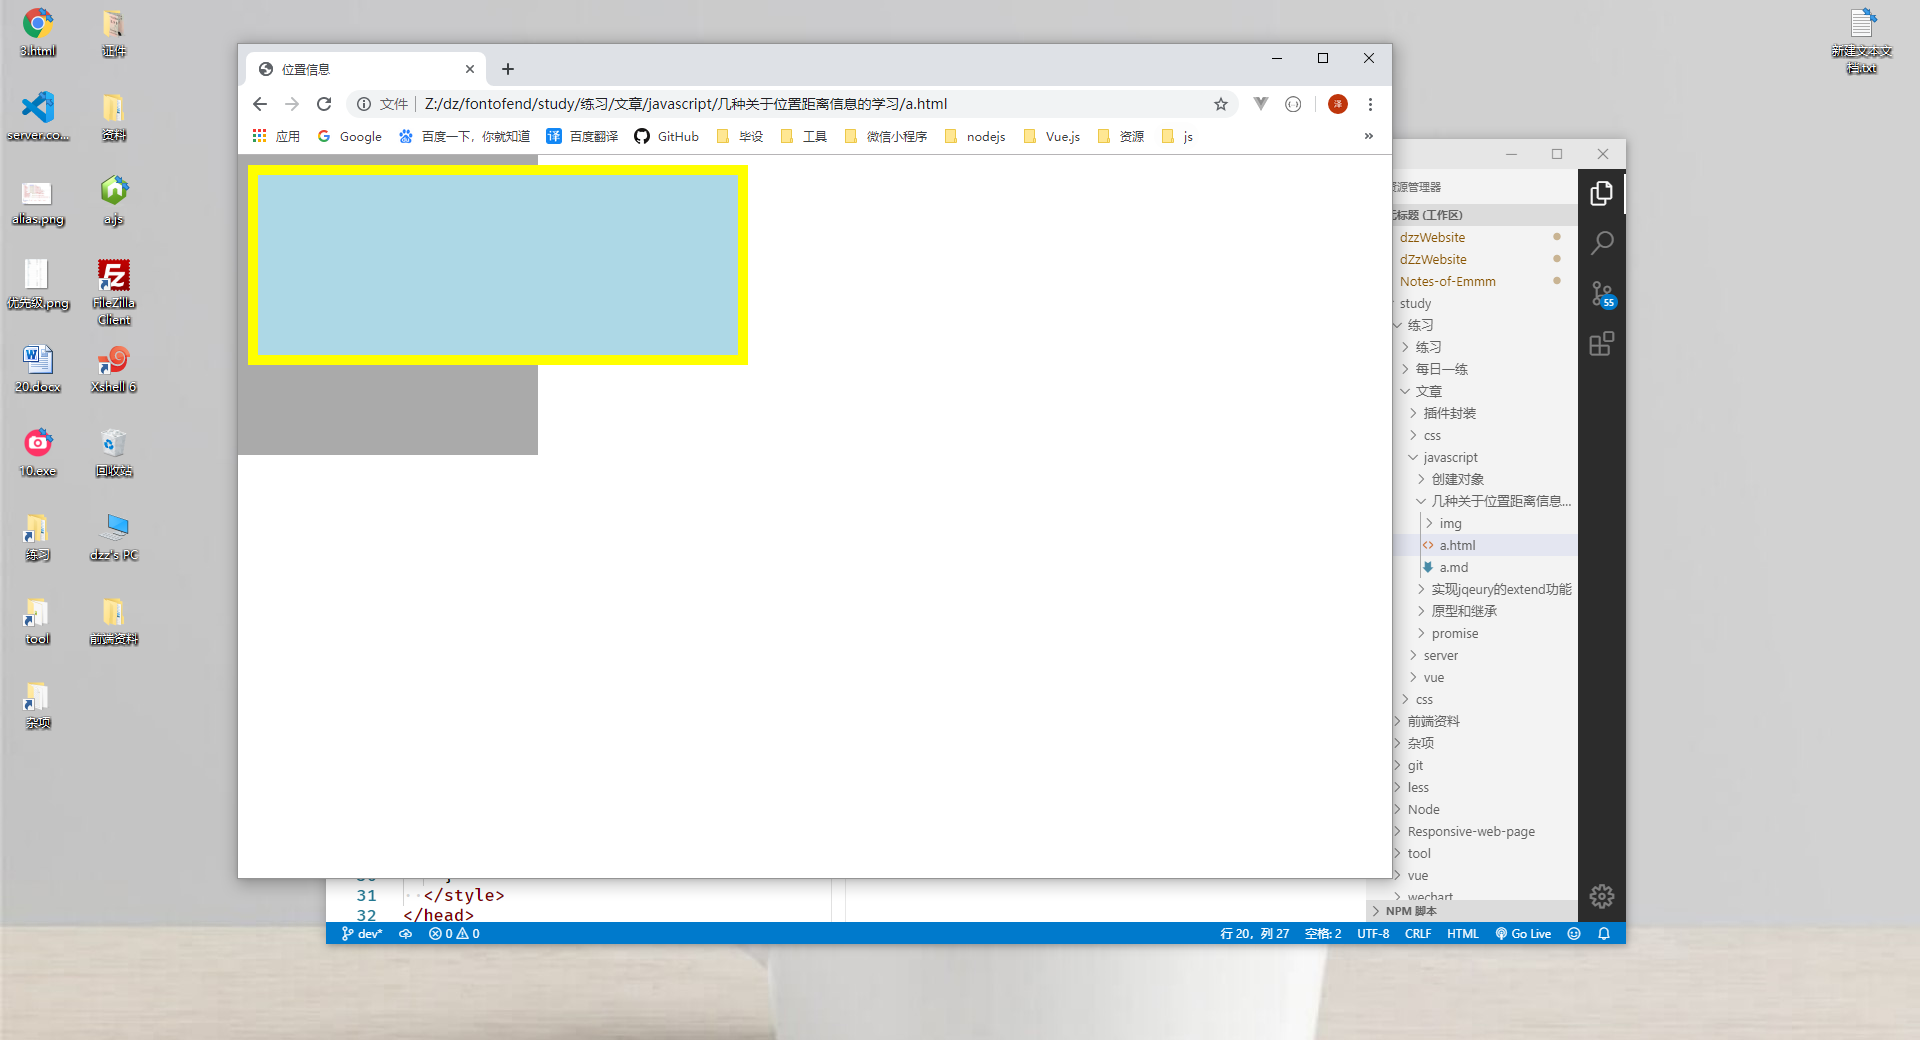 3.html
证件
server.co...
资料
alias.png
a.js
优先级.png
FileZilla
Client
20.docx
Xshell 6
10.exe
回收站
练习
dzz's PC
tool
前端资料
杂项
新建文本文
档.txt
位置信息
文件 Z:/dz/fontofend/study/练习/文章/javascript/几种关于位置距离信息的学习/a.html
泽
应用 Google 百度一下，你就知道 译 百度翻译 GitHub 毕设 工具 微信小程序 nodejs Vue.js 资源 js »
资源管理器
无标题 (工作区)
dzzWebsite
dZzWebsite
Notes-of-Emmm
study
练习
练习
每日一练
文章
插件封装
css
javascript
创建对象
几种关于位置距离信息...
img
a.html
a.md
实现jqeury的extend功能
原型和继承
promise
server
vue
css
前端资料
杂项
git
less
Node
Responsive-web-page
tool
vue
wechart
NPM 脚本
55
31 </style>
32 </head>
dev* 0 0 行 20，列 27 空格: 2 UTF-8 CRLF HTML Go Live